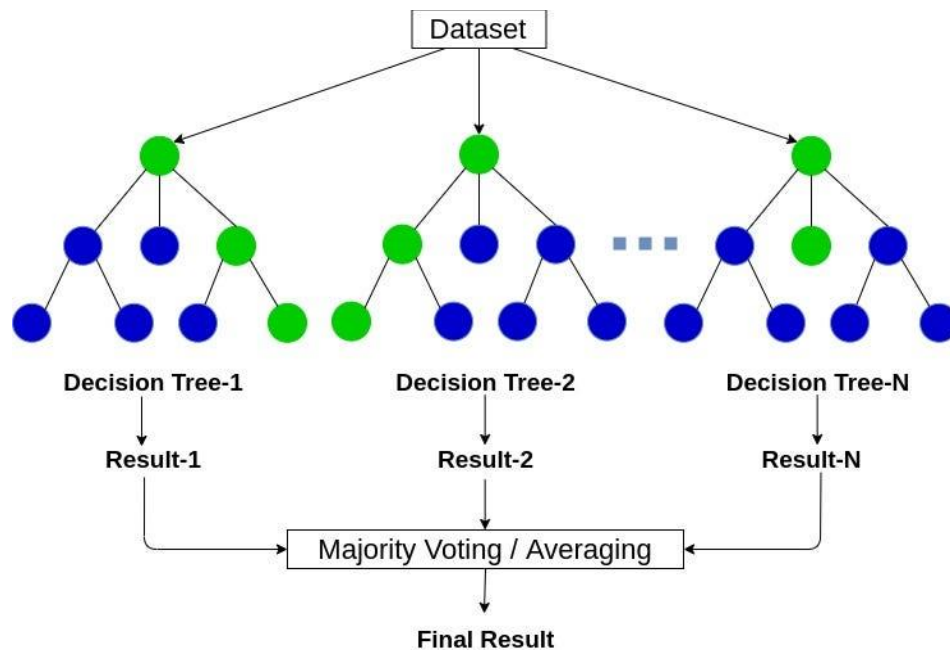 Dataset
Decision Tree-1
Decision Tree-2
Decision Tree-N
Result-1
Result-2
Result-N
Majority Voting / Averaging
Final Result